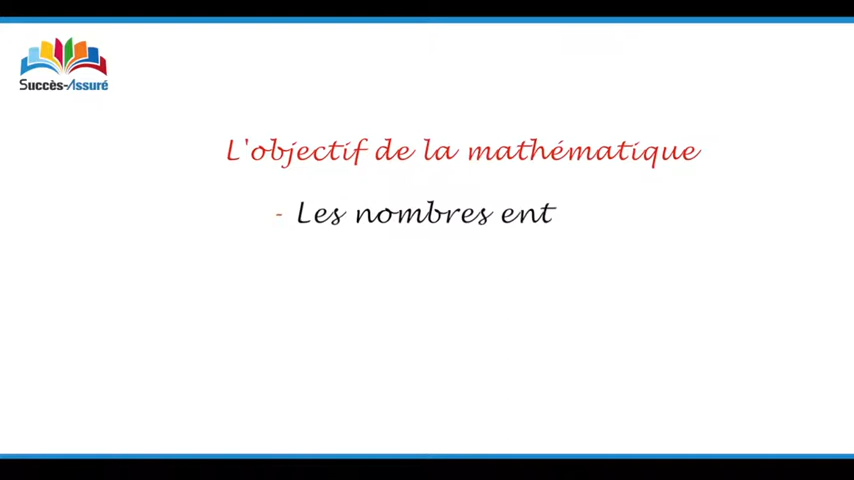 Succès-Assuré
L'objectif de la mathématique
- Les nombres ent